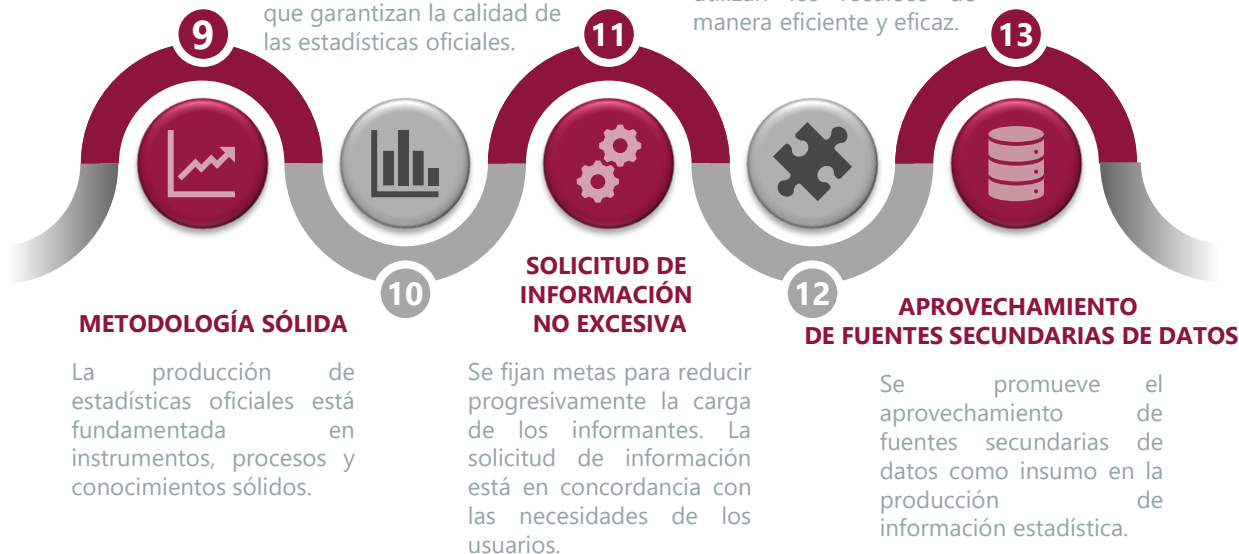 que garantizan la calidad de
las estadísticas oficiales.
manera eficiente y eficaz.
9
11
13
10
12
METODOLOGÍA SÓLIDA
La producción de
estadísticas oficiales está
fundamentada en
instrumentos, procesos y
conocimientos sólidos.
SOLICITUD DE
INFORMACIÓN
NO EXCESIVA
Se fijan metas para reducir
progresivamente la carga
de los informantes. La
solicitud de información
está en concordancia con
las necesidades de los
usuarios.
APROVECHAMIENTO
DE FUENTES SECUNDARIAS DE DATOS
Se promueve el
aprovechamiento de
fuentes secundarias de
datos como insumo en la
producción de
información estadística.